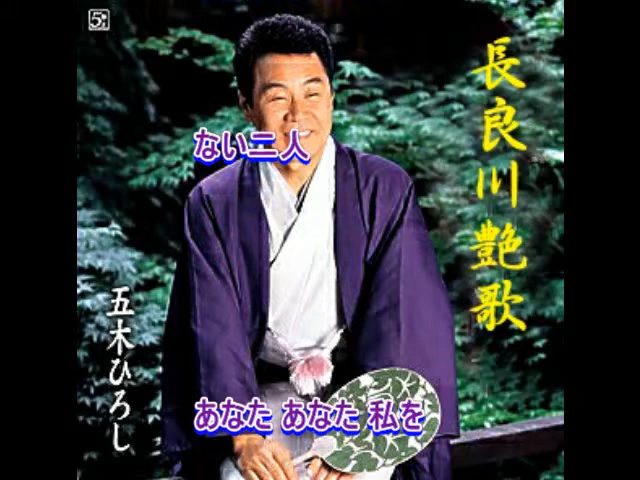 長良川艶歌
五木ひろし
ない二人
あなた あなた 私を